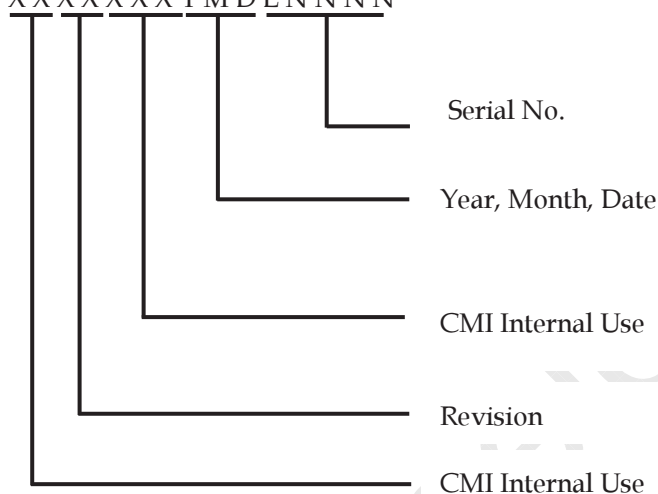 X X X X X X X Y M D L N N N N
Serial No.
Year, Month, Date
CMI Internal Use
Revision
CMI Internal Use